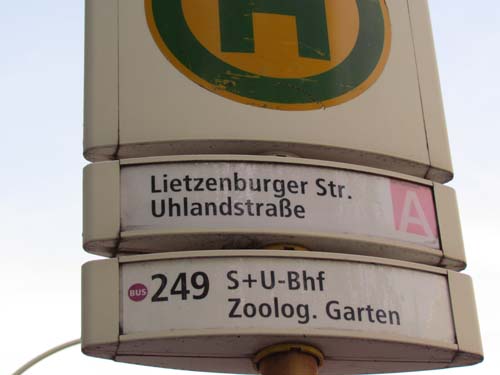 H
Lietzenburger Str.
Uhlandstraße
A
BUS 249 S+U-Bhf
Zoolog. Garten